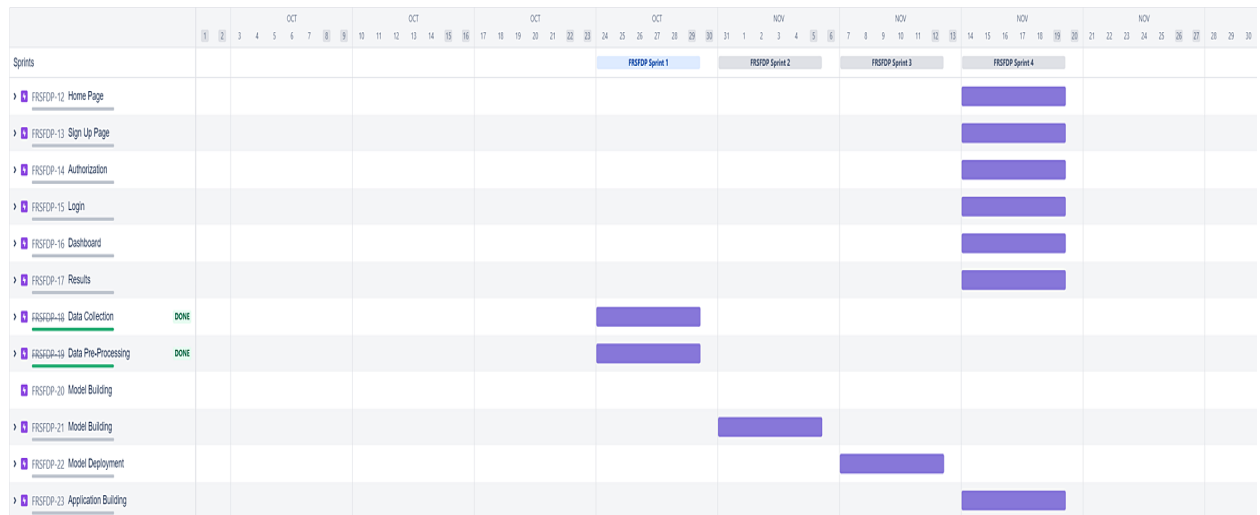 OCT OCT OCT OCT NOV NOV NOV NOV
1 2 3 4 5 6 7 8 9 10 11 12 13 14 15 16 17 18 19 20 21 22 23 24 25 26 27 28 29 30 31 1 2 3 4 5 6 7 8 9 10 11 12 13 14 15 16 17 18 19 20 21 22 23 24 25 26 27 28 29 30
Sprints FRSFDP Sprint 1 FRSFDP Sprint 2 FRSFDP Sprint 3 FRSFDP Sprint 4
FRSFDP-12 Home Page
FRSFDP-13 Sign Up Page
FRSFDP-14 Authorization
FRSFDP-15 Login
FRSFDP-16 Dashboard
FRSFDP-17 Results
FRSFDP-18 Data Collection DONE
FRSFDP-19 Data Pre-Processing DONE
FRSFDP-20 Model Building
FRSFDP-21 Model Building
FRSFDP-22 Model Deployment
FRSFDP-23 Application Building